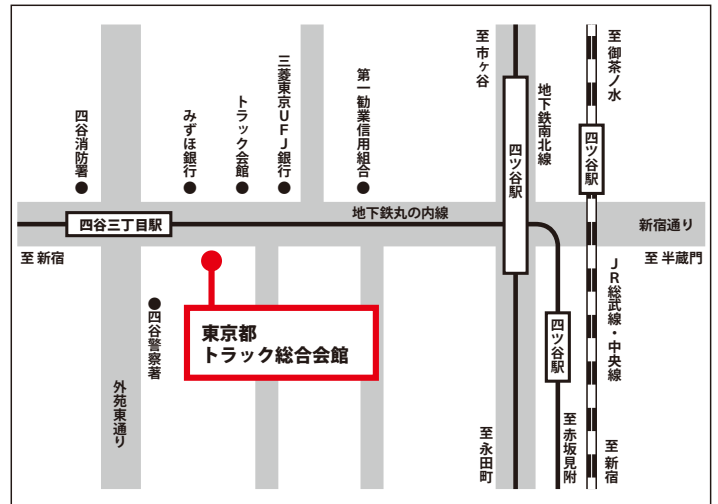 至 市ヶ谷
至 御茶ノ水
四谷消防署
みずほ銀行
トラック会館
三菱東京UFJ銀行
第一勧業信用組合
地下鉄南北線
四ツ谷駅
四ツ谷駅
四谷三丁目駅
地下鉄丸の内線
新宿通り
至 新宿
至 半蔵門
東京都
トラック総合会館
四谷警察著
外苑東通り
四ツ谷駅
JR総武線・中央線
至 永田町
至 赤坂見附
至 新宿